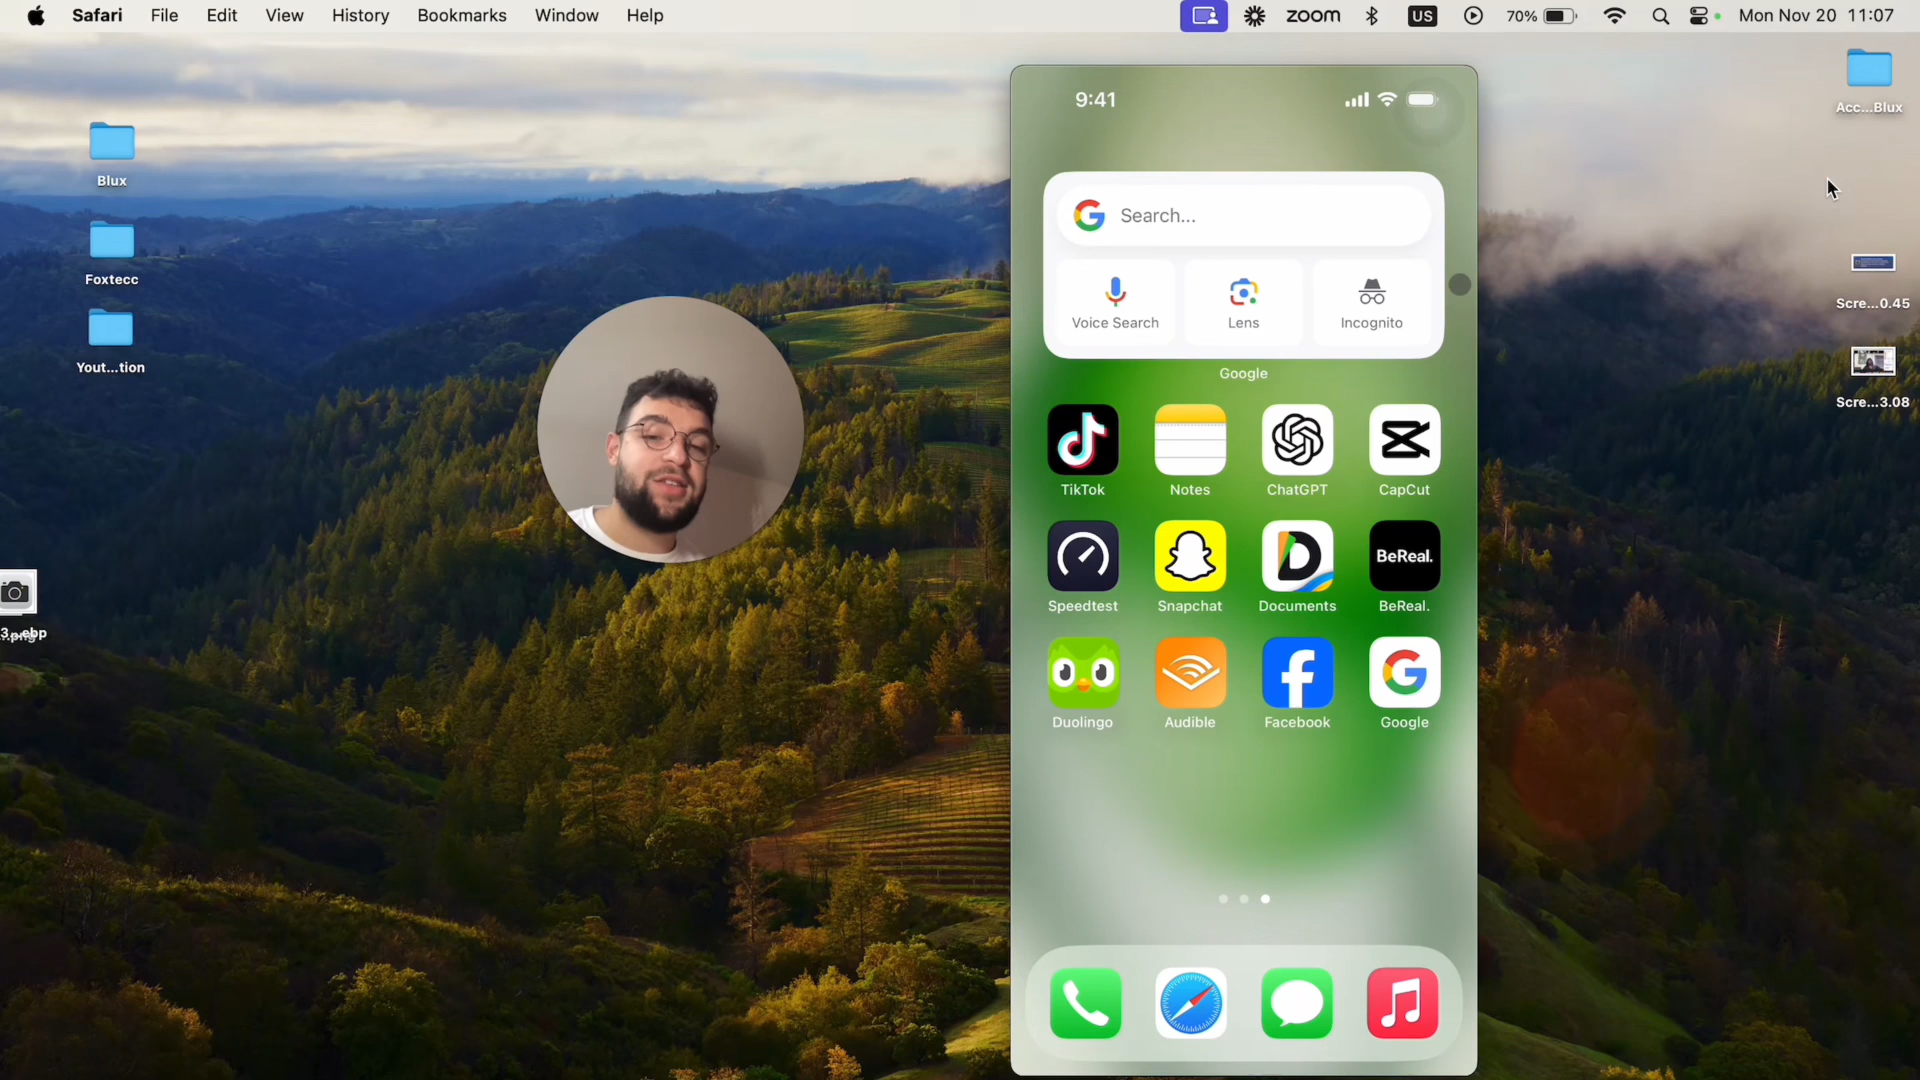 Safari File Edit View History Bookmarks Window Help
zoom US 70% Mon Nov 20 11:07
Blux
Foxtecc
Yout...tion
Acc...Blux
Scre...0.45
Scre...3.08
9:41
Search...
Voice Search Lens Incognito
Google
TikTok Notes ChatGPT CapCut
BeReal.
Speedtest Snapchat Documents BeReal.
Duolingo Audible Facebook Google